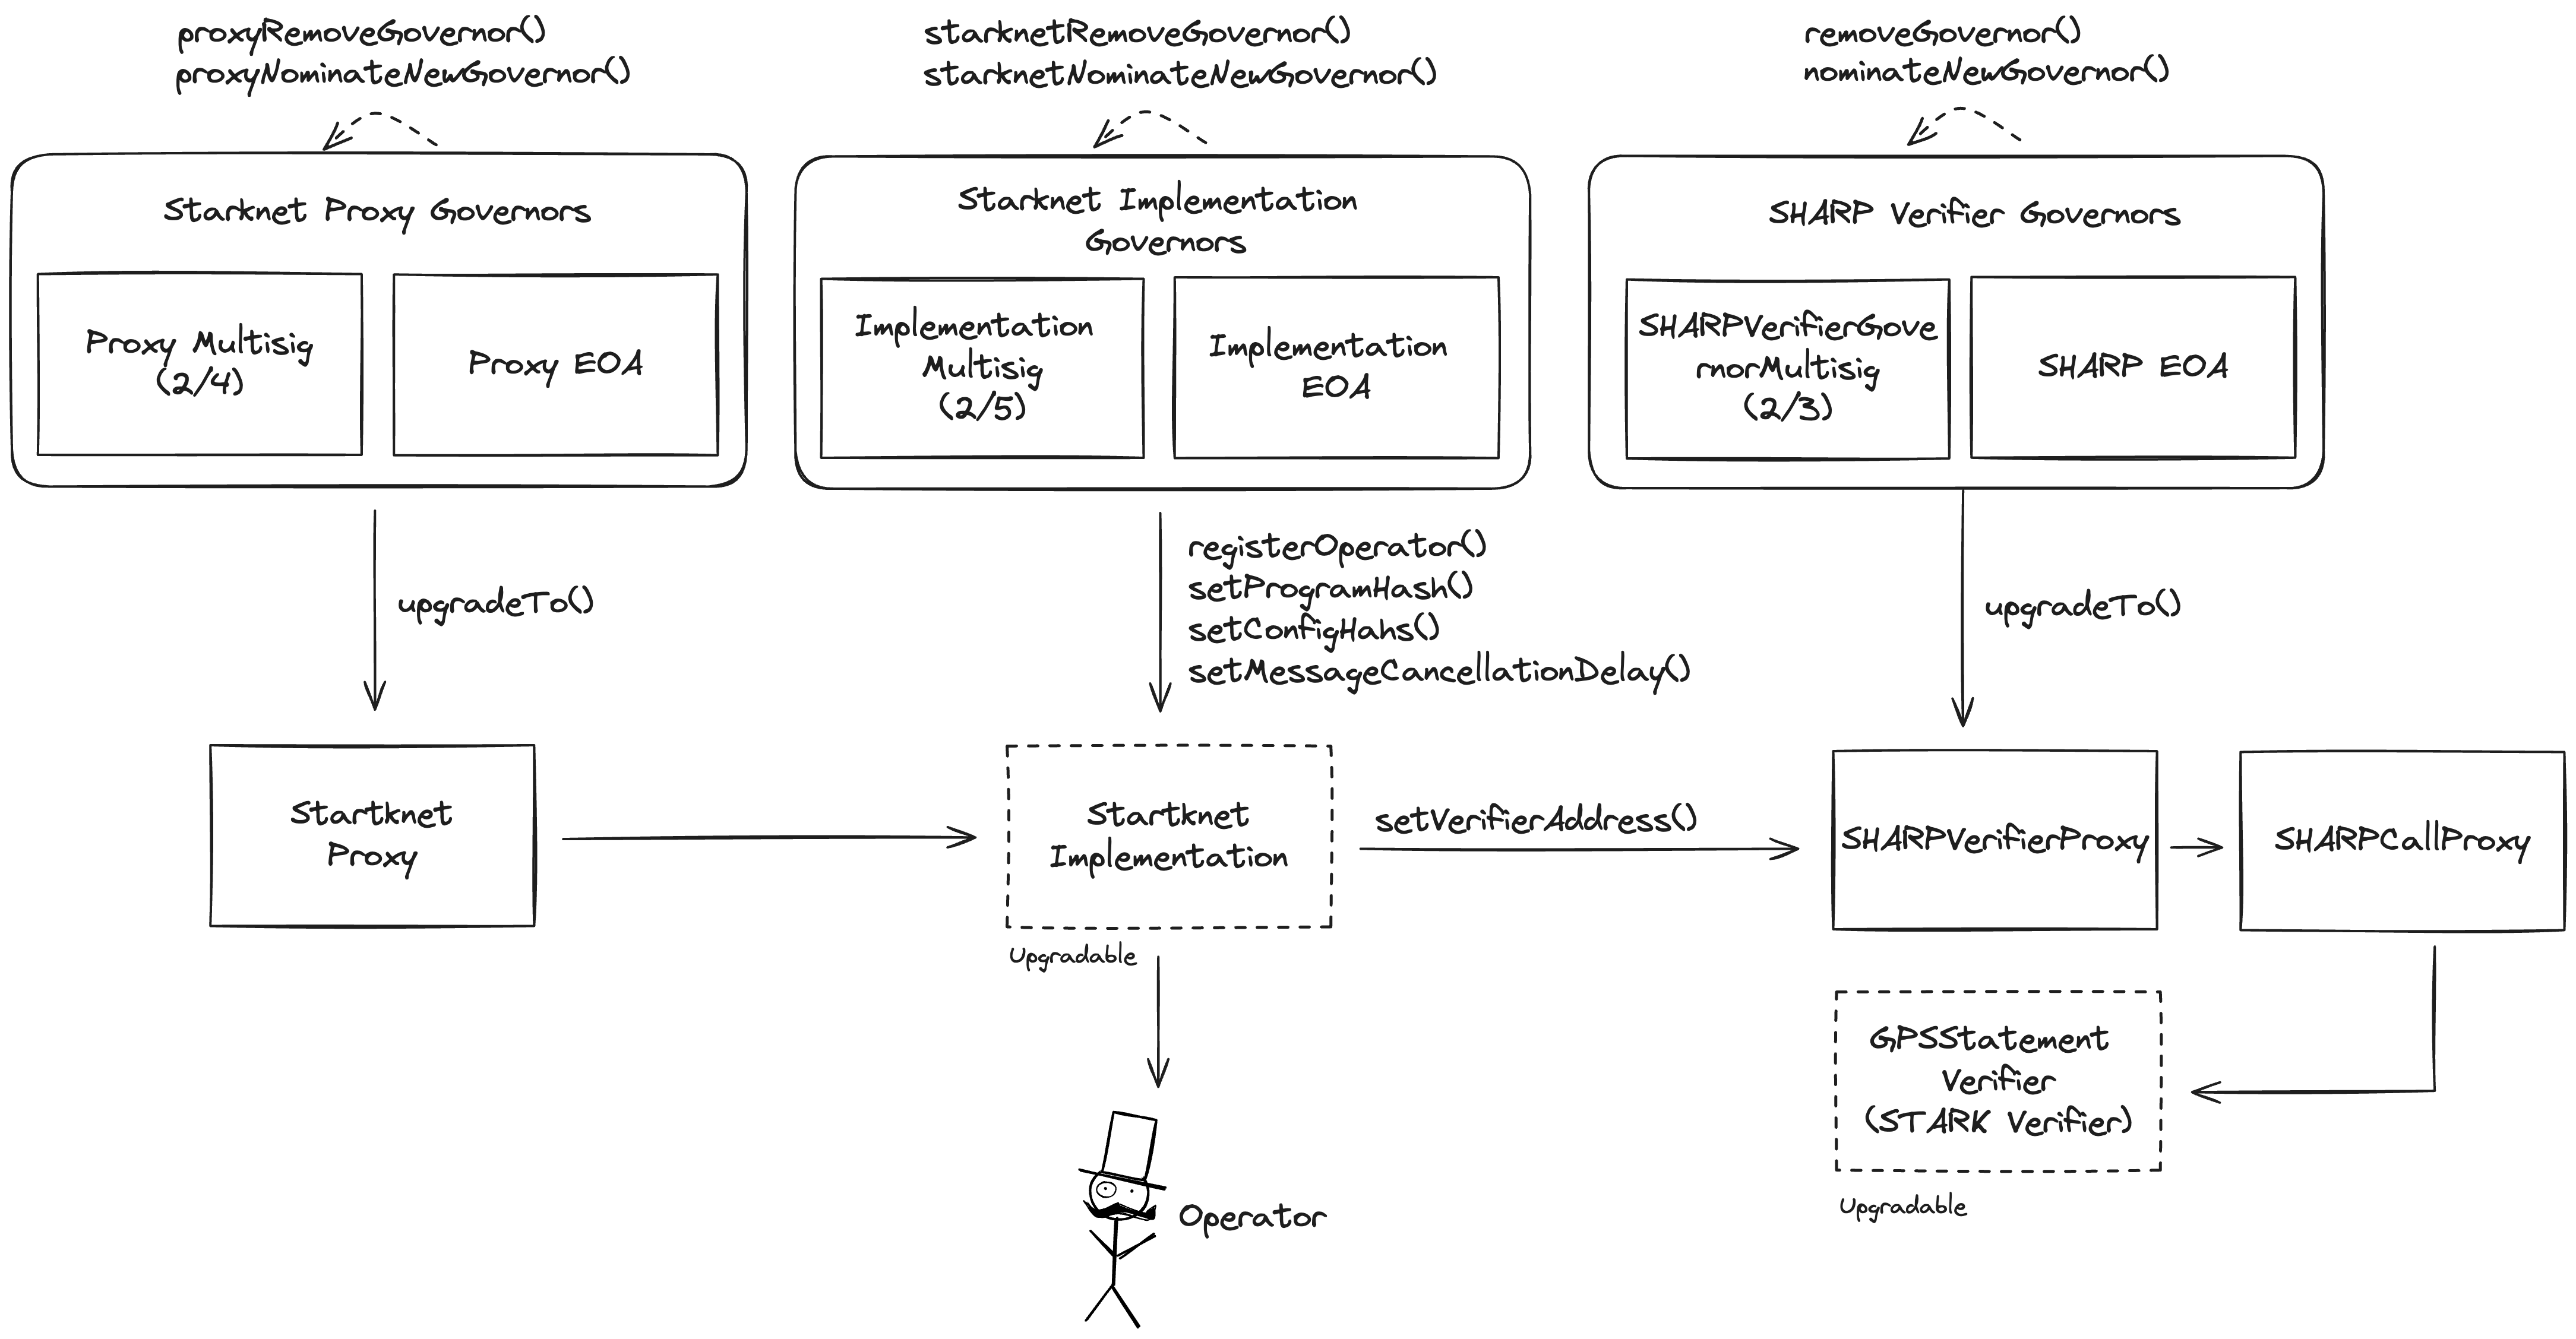 proxyRemoveGovernor()
proxyNominateNewGovernor()
starknetRemoveGovernor()
starknetNominateNewGovernor()
removeGovernor()
nominateNewGovernor()
Starknet Proxy Governors
Proxy Multisig
(2/4)
Proxy EOA
Starknet Implementation
Governors
Implementation
Multisig
(2/5)
Implementation
EOA
SHARP Verifier Governors
SHARPVerifierGove
rnorMultisig
(2/3)
SHARP EOA
upgradeTo()
registerOperator()
setProgramHash()
setConfigHahs()
setMessageCancellationDelay()
upgradeTo()
Startknet
Proxy
Startknet
Implementation
Upgradable
setVerifierAddress()
SHARPVerifierProxy
SHARPCallProxy
GPSStatement
Verifier
(STARK Verifier)
Upgradable
Operator